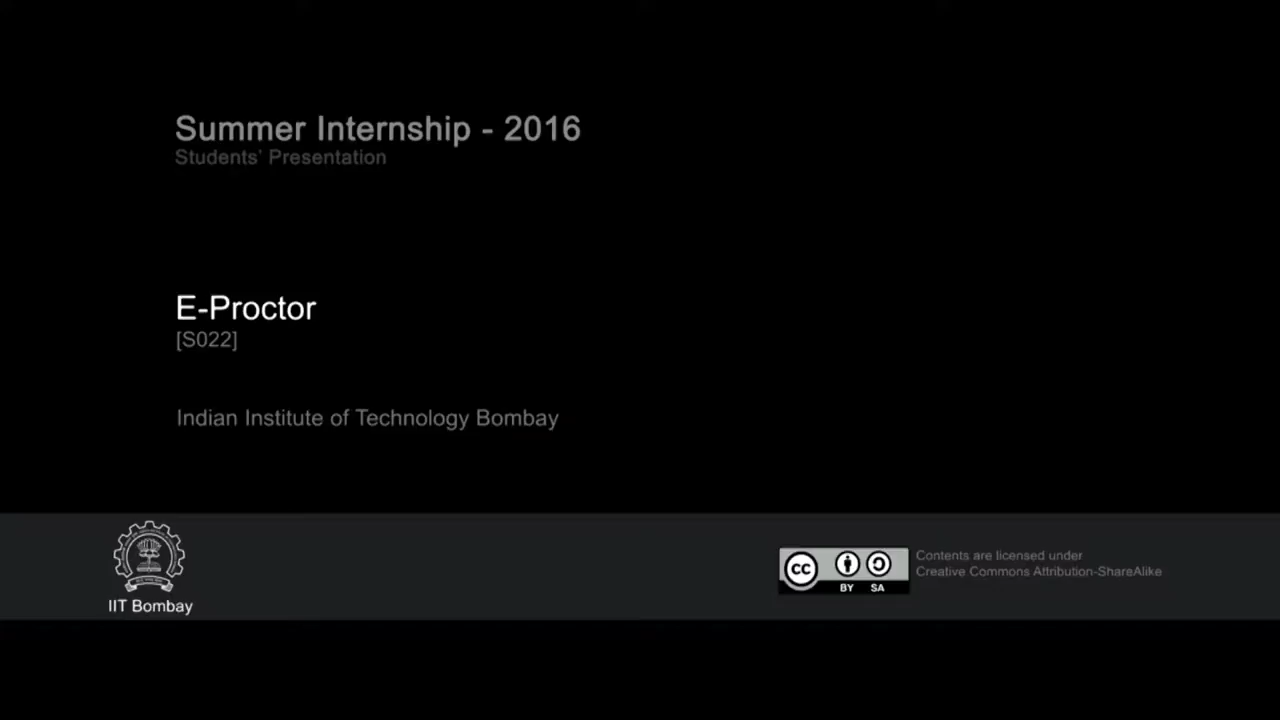 Summer Internship - 2016
Students' Presentation
E-Proctor
[S022]
Indian Institute of Technology Bombay
IIT Bombay
cc
BY SA
Contents are licensed under
Creative Commons Attribution-ShareAlike